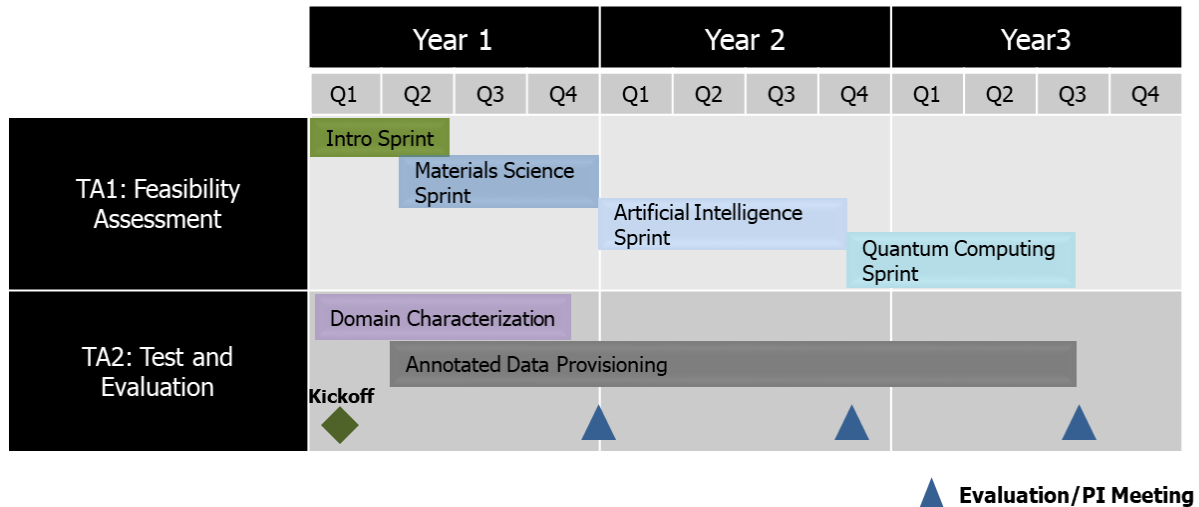 Year 1
Year 2
Year3
Q1 Q2 Q3 Q4 Q1 Q2 Q3 Q4 Q1 Q2 Q3 Q4
TA1: Feasibility
Assessment
Intro Sprint
Materials Science
Sprint
Artificial Intelligence
Sprint
Quantum Computing
Sprint
TA2: Test and
Evaluation
Domain Characterization
Annotated Data Provisioning
Kickoff
Evaluation/PI Meeting